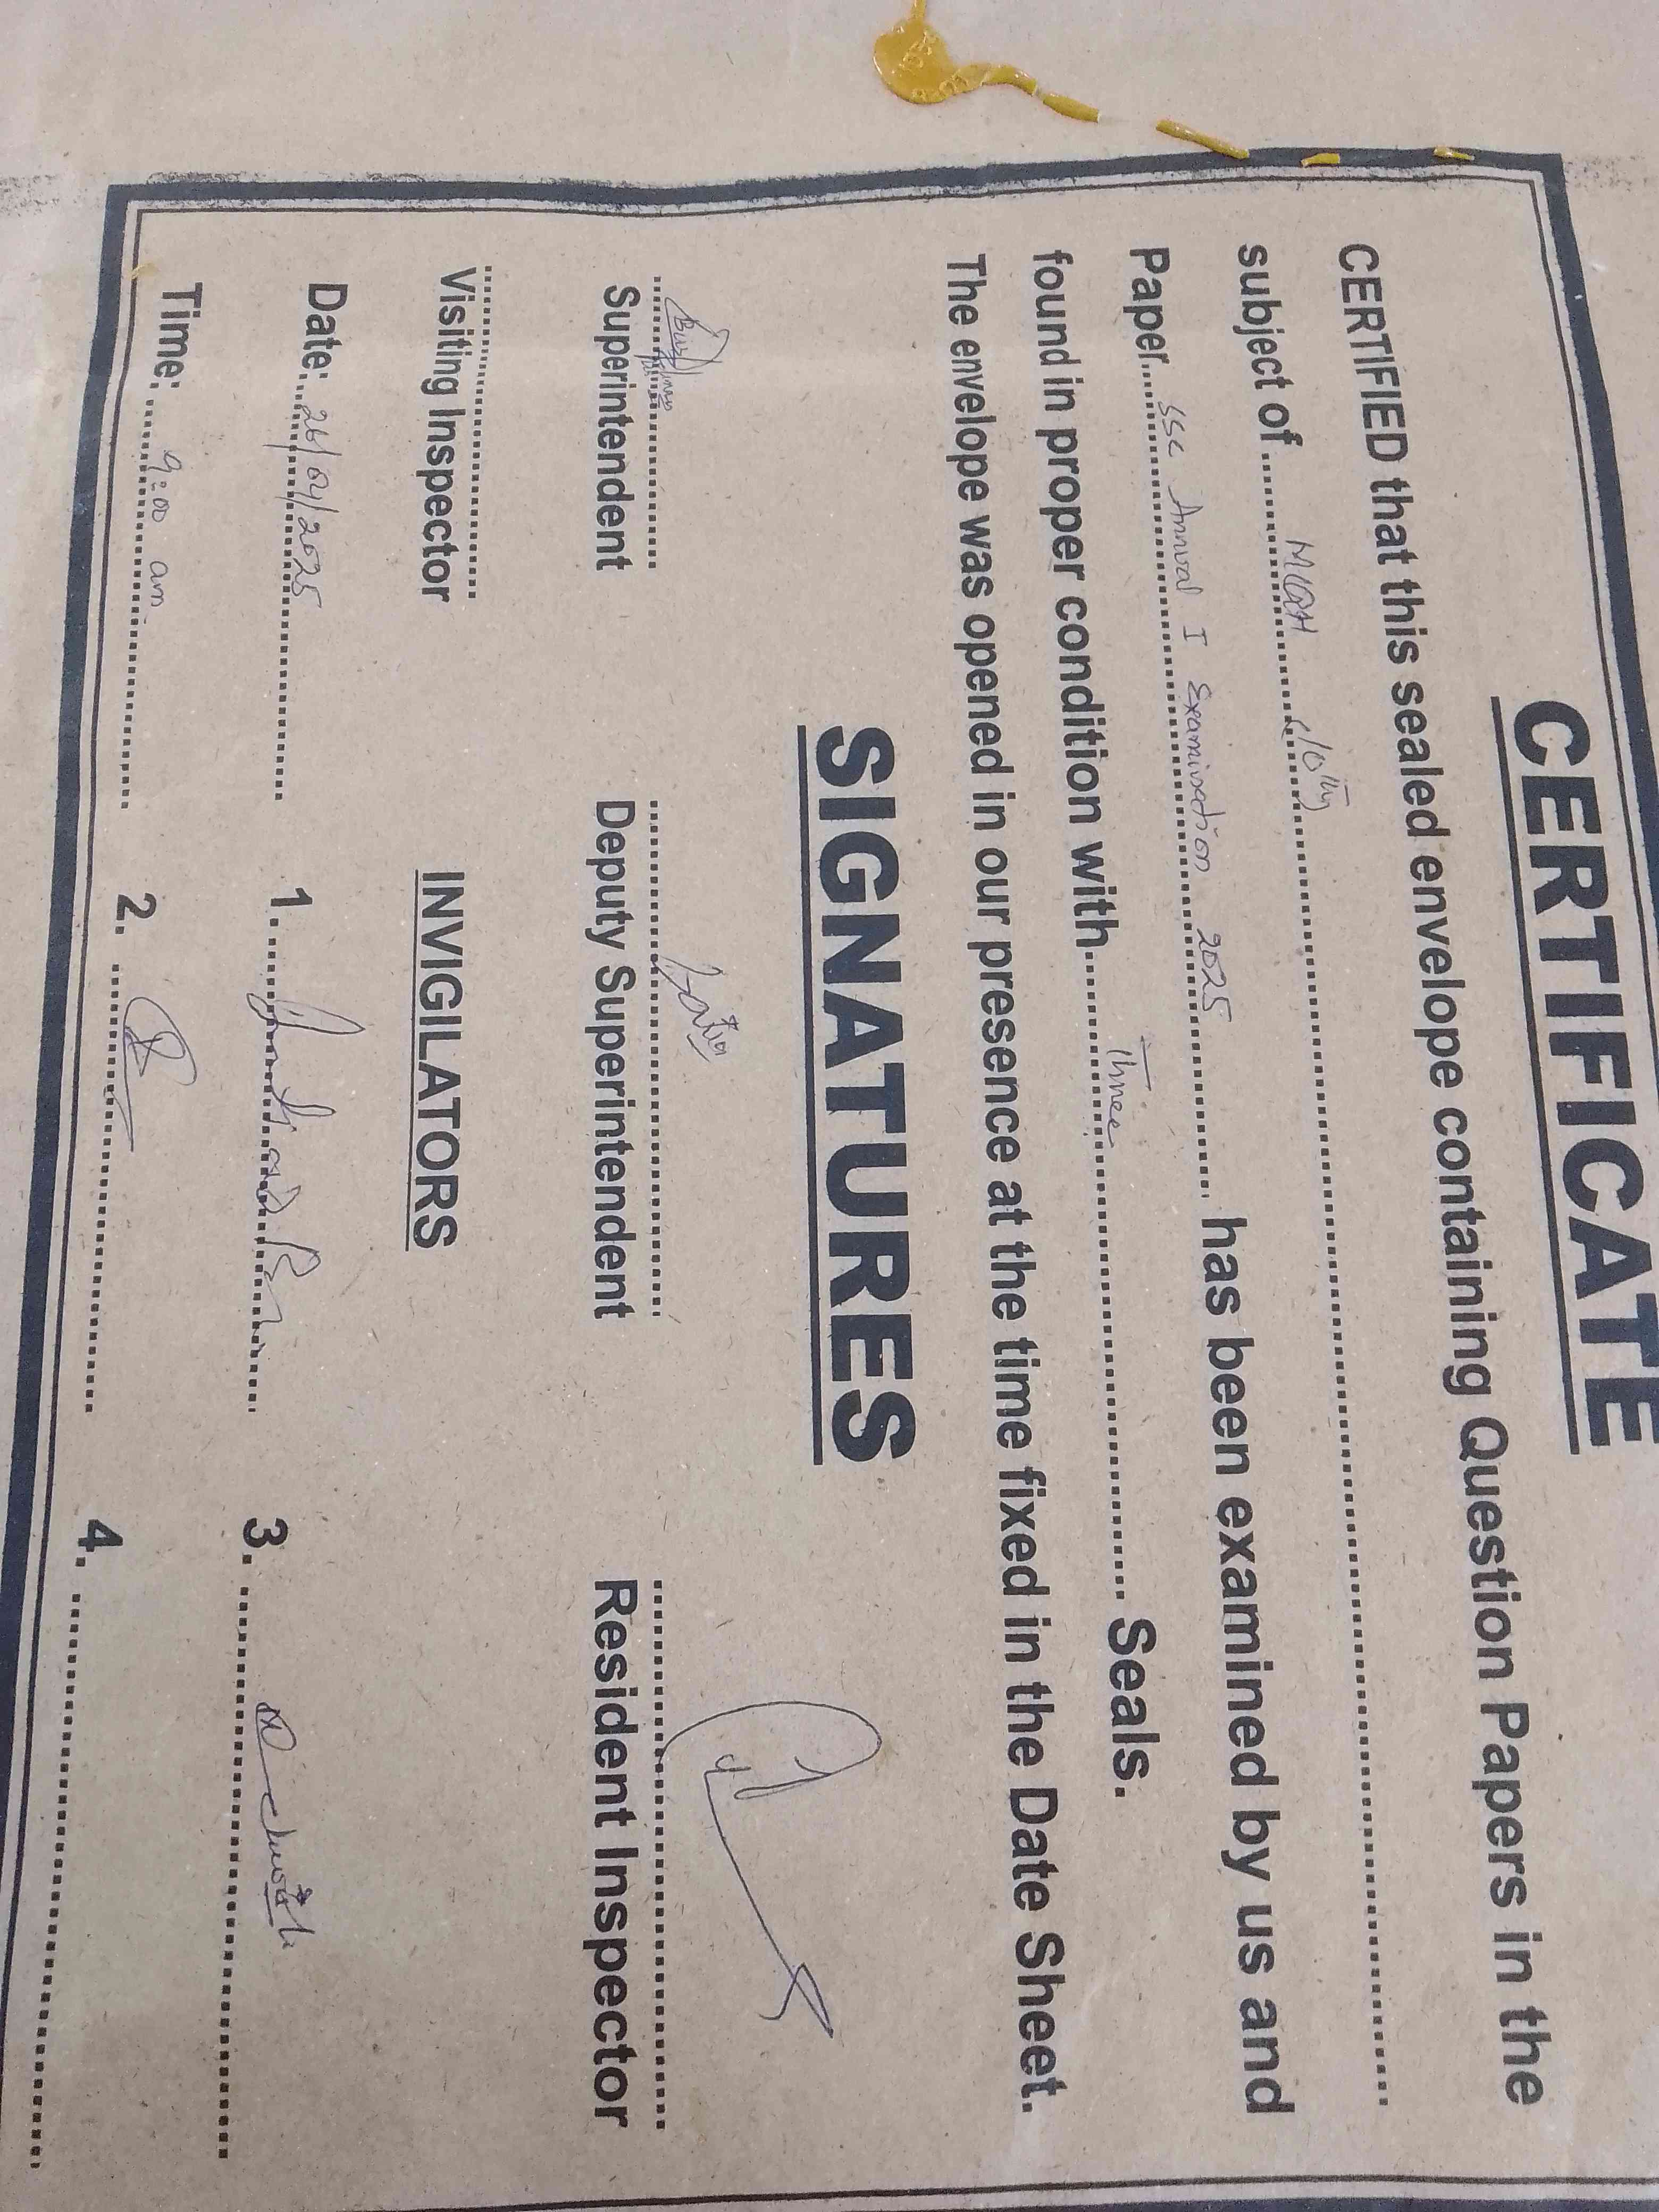 CERTIFICATE
CERTIFIED that this sealed envelope containing Question Papers in the
subject of........MQH.......(10th)........
Paper....SSC Annual I Examination 2025........ has been examined by us and
found in proper condition with........Three........ Seals.
The envelope was opened in our presence at the time fixed in the Date Sheet.
SIGNATURES
Superintendent Deputy Superintendent Resident Inspector
Visiting Inspector INVIGILATORS
Date: 26/04/2025 1. 3.
Time: 9:00 am 2. 4.